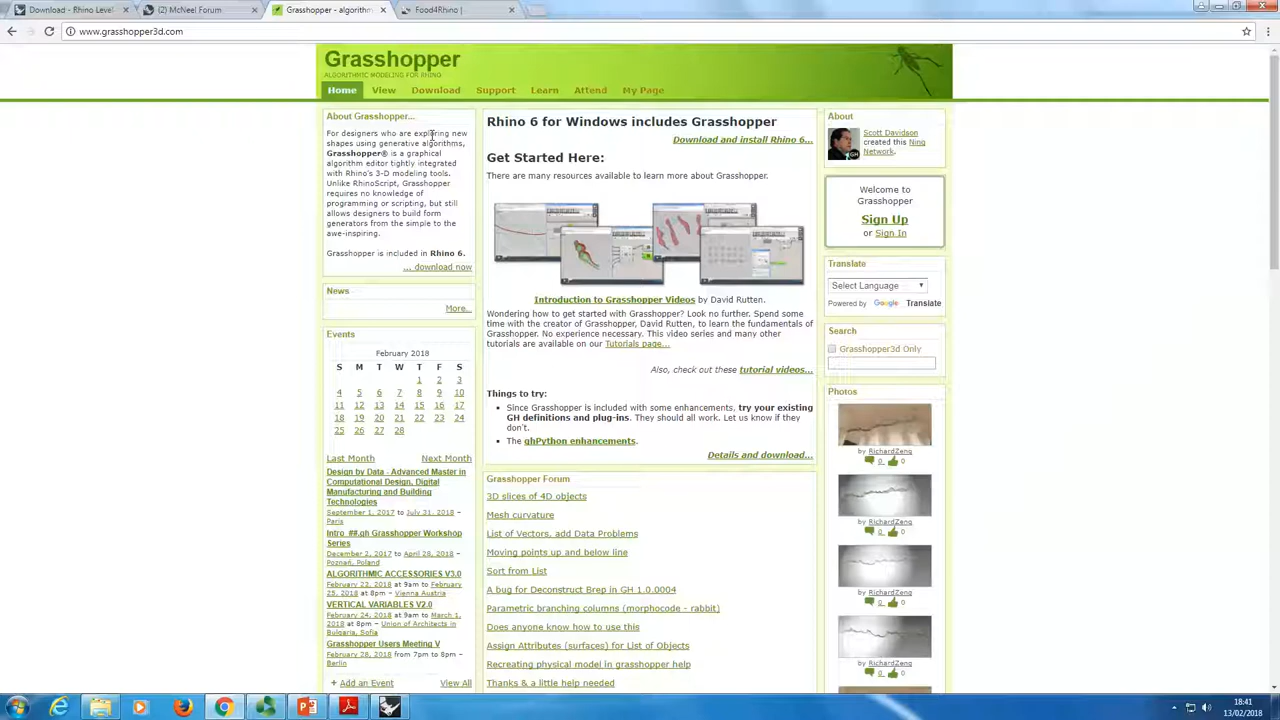 Download - Rhino Level
(2) McNeel Forum
Grasshopper - algorithm
Food4Rhino |
www.grasshopper3d.com
Grasshopper
ALGORITHMIC MODELING FOR RHINO
Home View Download Support Learn Attend My Page
About Grasshopper...
For designers who are exploring new
shapes using generative algorithms,
Grasshopper® is a graphical
algorithm editor tightly integrated
with Rhino's 3-D modeling tools.
Unlike RhinoScript, Grasshopper
requires no knowledge of
programming or scripting, but still
allows designers to build form
generators from the simple to the
awe-inspiring.
Grasshopper is included in Rhino 6.
... download now
News
More...
Events
February 2018
S M T W T F S
1 2 3
4 5 6 7 8 9 10
11 12 13 14 15 16 17
18 19 20 21 22 23 24
25 26 27 28
Last Month Next Month
Design by Data - Advanced Master in
Computational Design, Digital
Manufacturing and Building
Technologies
September 1, 2017 to July 31, 2018 –
Paris
Intro_##.gh Grasshopper Workshop
Series
December 2, 2017 to April 28, 2018 –
Poznań, Poland
ALGORITHMIC ACCESSORIES V3.0
February 22, 2018 at 9am to February
25, 2018 at 8pm – Vienna Austria
VERTICAL VARIABLES V2.0
February 24, 2018 at 9am to March 1,
2018 at 8pm – Union of Architects in
Bulgaria, Sofia
Grasshopper Users Meeting V
February 28, 2018 from 7pm to 8pm –
Berlin
+ Add an Event View All
Rhino 6 for Windows includes Grasshopper
Download and install Rhino 6...
Get Started Here:
There are many resources available to learn more about Grasshopper.
Introduction to Grasshopper Videos by David Rutten.
Wondering how to get started with Grasshopper? Look no further. Spend some
time with the creator of Grasshopper, David Rutten, to learn the fundamentals of
Grasshopper. No experience necessary. This video series and many other
tutorials are available on our Tutorials page...
Also, check out these tutorial videos...
Things to try:
• Since Grasshopper is included with some enhancements, try your existing
GH definitions and plug-ins. They should all work. Let us know if they
don't.
• The ghPython enhancements.
Details and download...
Grasshopper Forum
3D slices of 4D objects
Mesh curvature
List of Vectors, add Data Problems
Moving points up and below line
Sort from List
A bug for Deconstruct Brep in GH 1.0.0004
Parametric branching columns (morphocode - rabbit)
Does anyone know how to use this
Assign Attributes (surfaces) for List of Objects
Recreating physical model in grasshopper help
Thanks & a little help needed
About
Scott Davidson
created this Ning
Network.
Welcome to
Grasshopper
Sign Up
or Sign In
Translate
Select Language
Powered by Google Translate
Search
Grasshopper3d Only
Photos
by RichardZeng
0 0
by RichardZeng
0 0
by RichardZeng
0 0
by RichardZeng
0 0
18:41
13/02/2018